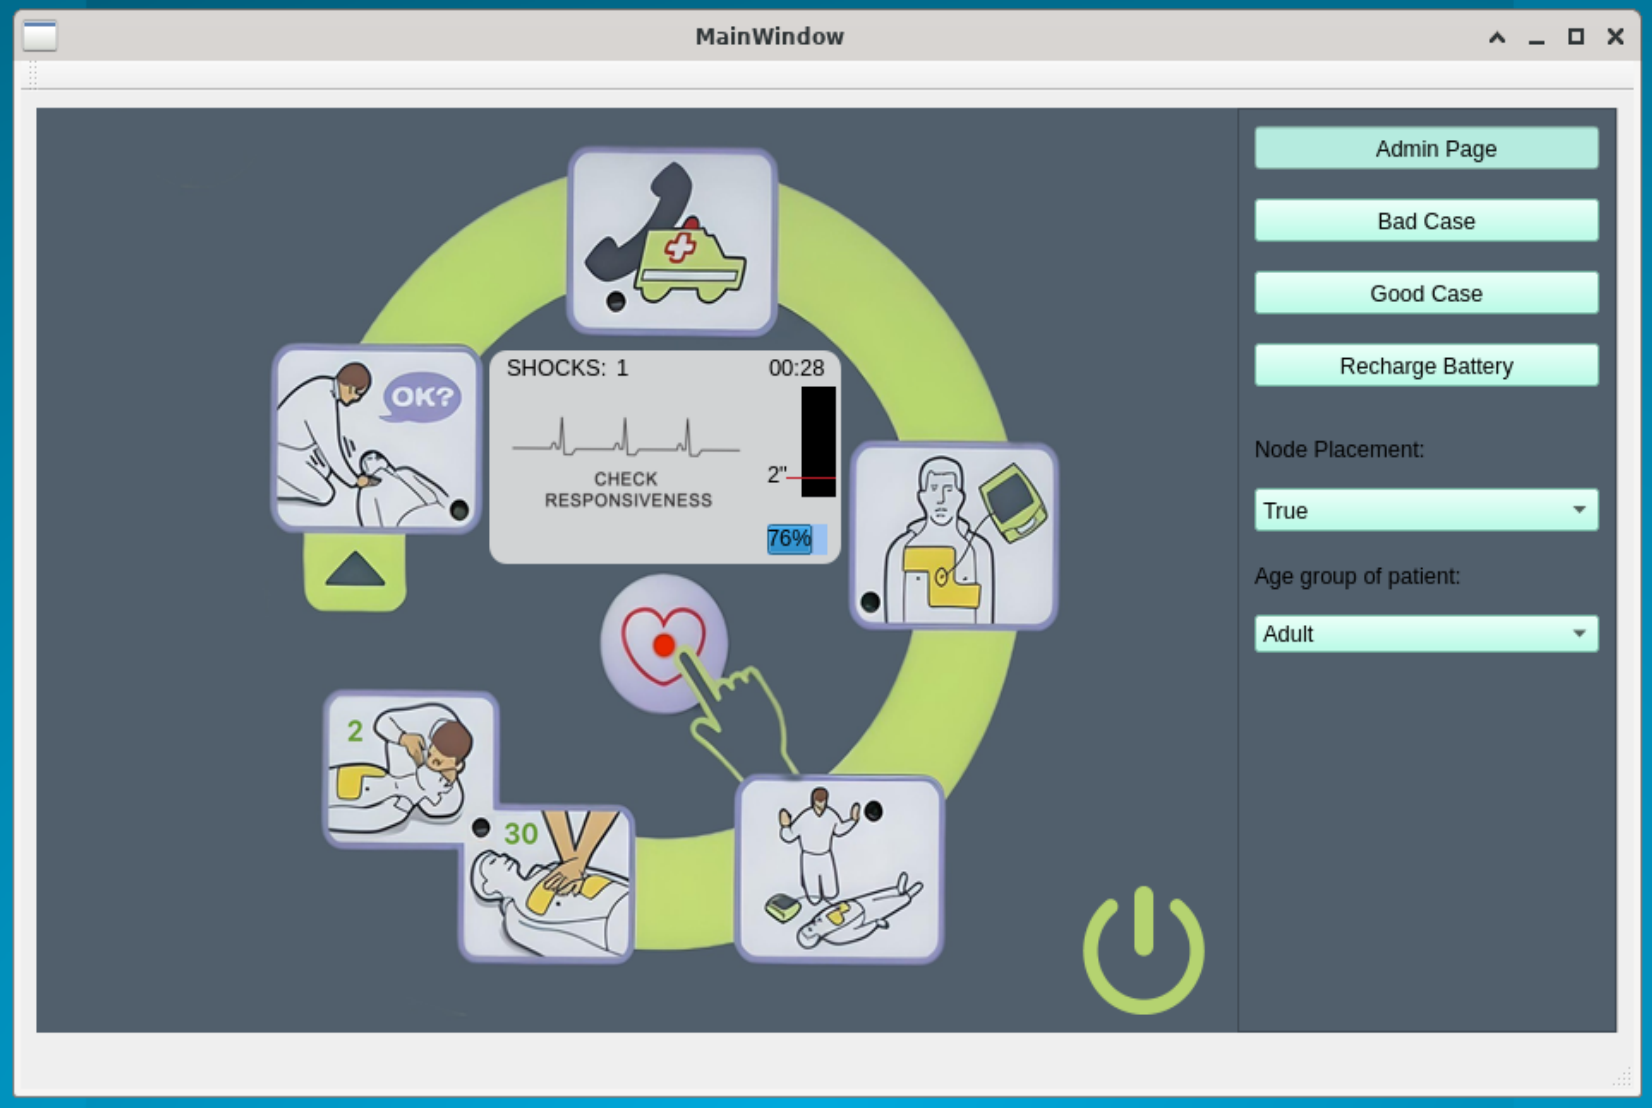 MainWindow
Admin Page
Bad Case
Good Case
Recharge Battery
Node Placement:
True
Age group of patient:
Adult
OK?
SHOCKS: 1
00:28
CHECK
RESPONSIVENESS
2"
76%
2
30